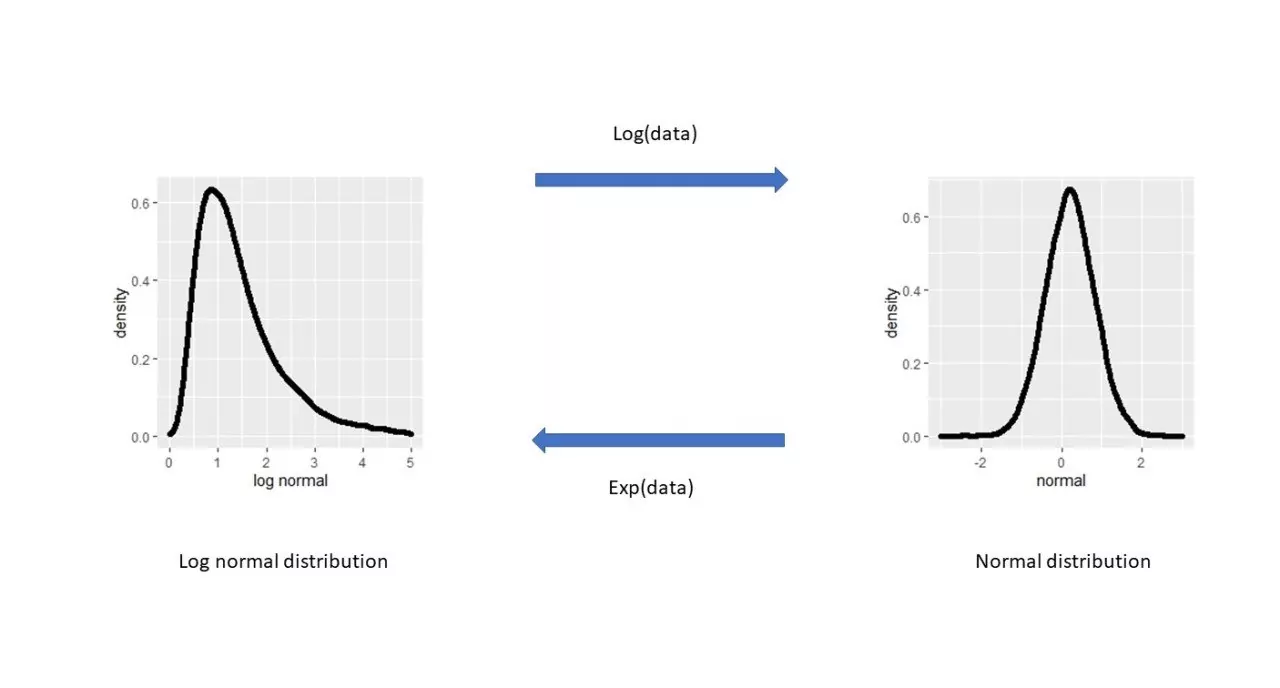 Log(data)
0.6
0.4
0.2
0.0
density
0 1 2 3 4 5
log normal
0.6
0.4
0.2
0.0
density
-2 0 2
normal
Exp(data)
Log normal distribution
Normal distribution